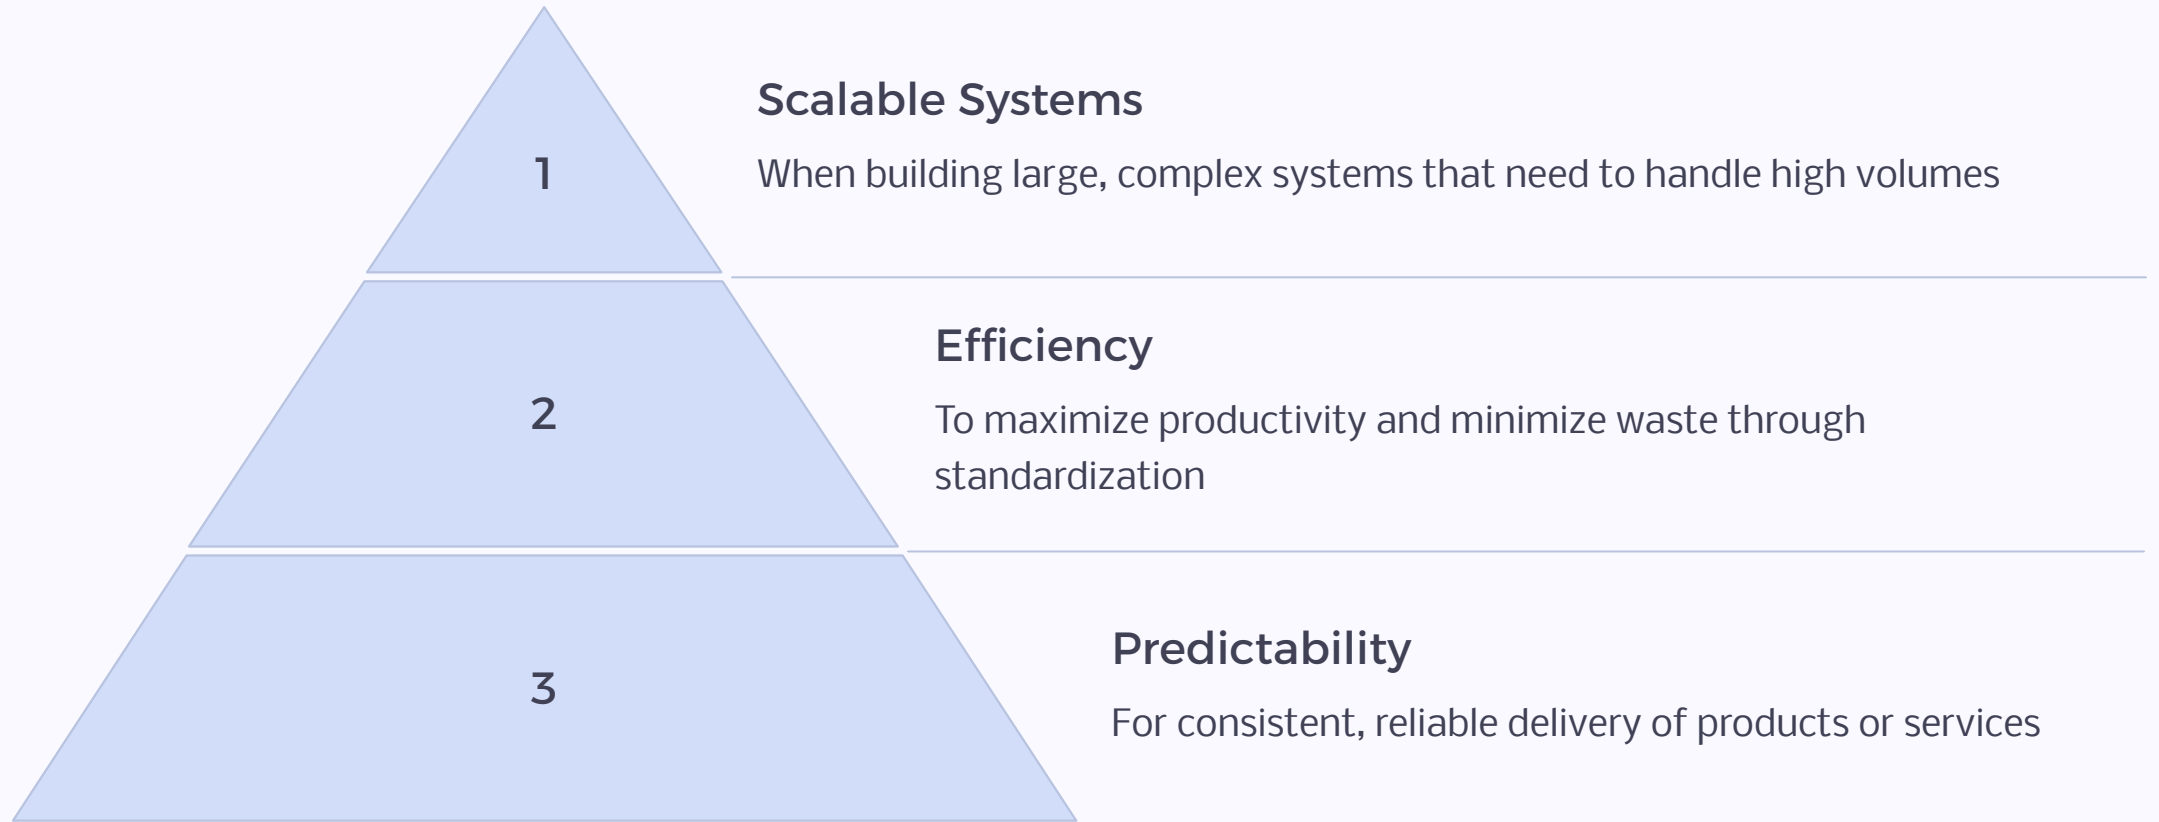 1
Scalable Systems
When building large, complex systems that need to handle high volumes
2
Efficiency
To maximize productivity and minimize waste through
standardization
3
Predictability
For consistent, reliable delivery of products or services